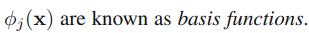 ϕj(x) are known as basis functions.